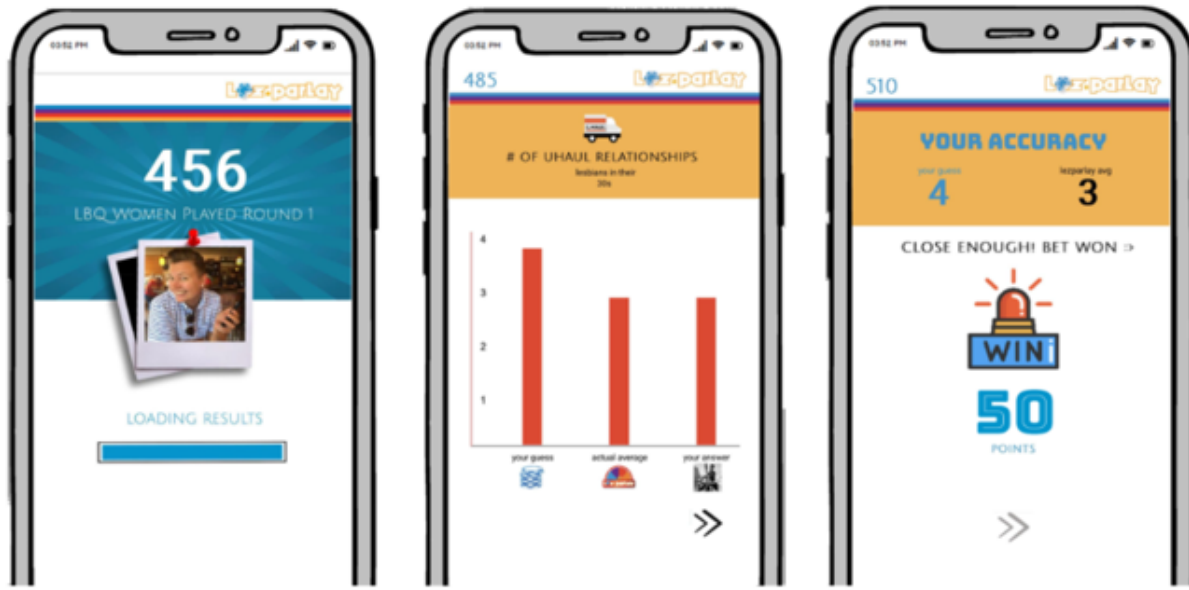 03:52 PM
Lez-parlay
456
LBQ WOMEN PLAYED ROUND 1
LOADING RESULTS
03:52 PM
485
Lez-parlay
# OF UHAUL RELATIONSHIPS
lesbians in their
30s
4
3
2
1
your guess
actual average
your answer
03:52 PM
510
Lez-parlay
YOUR ACCURACY
your guess
lezparlay avg
4
3
CLOSE ENOUGH! BET WON
WIN
50
POINTS